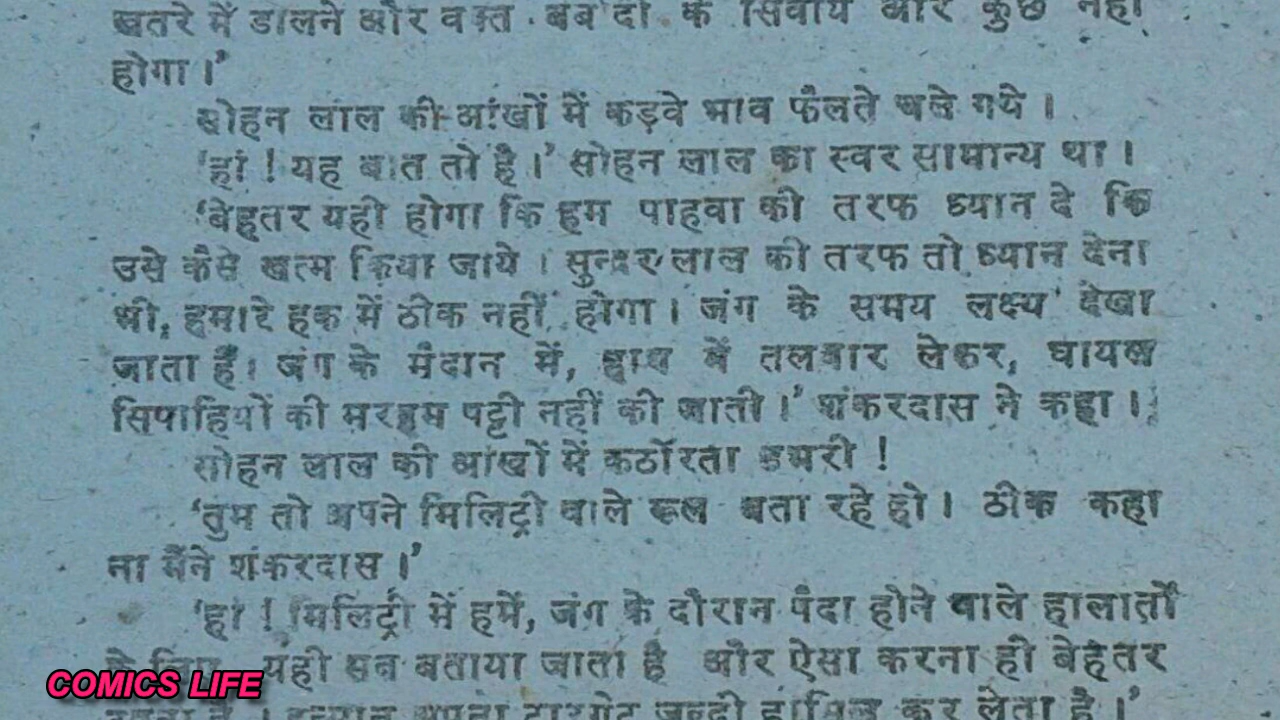 खतरे में डालने और वक्त बर्बादी के सिवाय और कुछ नहीं
होगा।’
सोहन लाल की आंखों में कड़वे भाव फैलते चले गये।
‘हां ! यह बात तो है।’ सोहन लाल का स्वर सामान्य था।
‘बेहतर यही होगा कि हम पाहवा की तरफ ध्यान दे कि
उसे कैसे खत्म किया जाये। सुन्दर लाल की तरफ तो ध्यान देना
भी, हमारे हक में ठीक नहीं होगा। जंग के समय लक्ष्य देखा
जाता है। जंग के मैदान में, हाथ में तलवार लेकर, घायल
सिपाहियों की मरहम पट्टी नहीं की जाती।’ शंकरदास ने कहा।
सोहन लाल की आंखों में कठोरता उभरी !
‘तुम तो अपने मिलिट्री वाले रूल बता रहे हो। ठीक कहा
ना मैंने शंकरदास।’
‘हां ! मिलिट्री में हमें, जंग के दौरान पैदा होने वाले हालातों
के लिए यही सब बताया जाता है और ऐसा करना ही बेहतर
अपना टारगेट जल्दी हासिल कर लेता है।’
COMICS LIFE